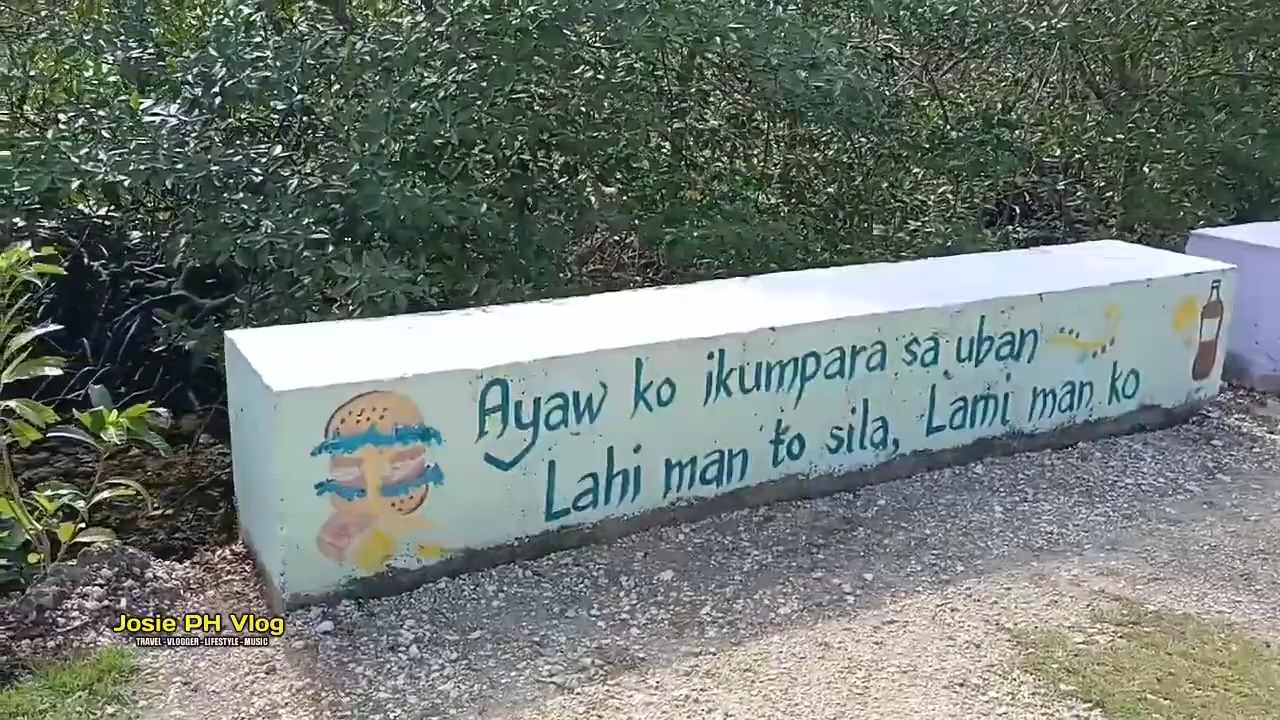 Ayaw ko ikumpara sa uban
Lahi man to sila, Lami man ko
Josie PH Vlog
TRAVEL - VLOGGER - LIFESTYLE - MUSIC